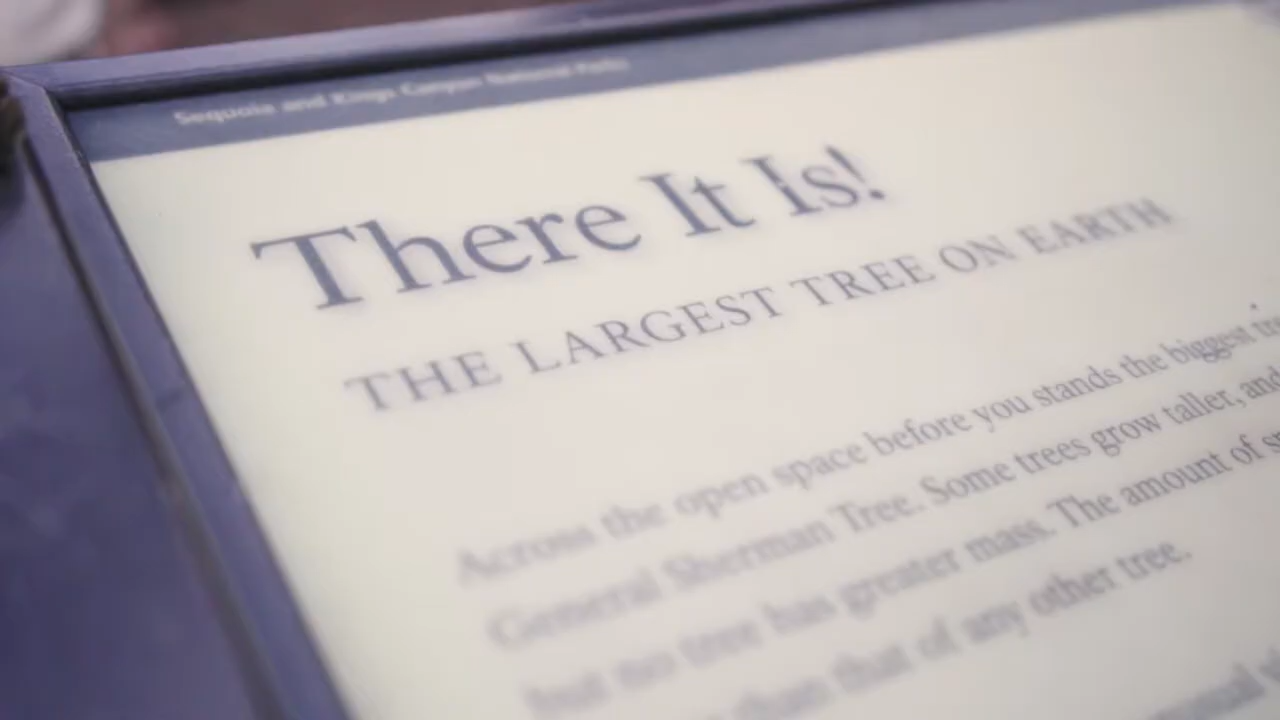 Sequoia and Kings Canyon National Parks
There It Is!
THE LARGEST TREE ON EARTH
Across the open space before you stands the biggest
General Sherman Tree. Some trees grow taller, and
but no tree has greater mass. The amount of
than that of any other tree.